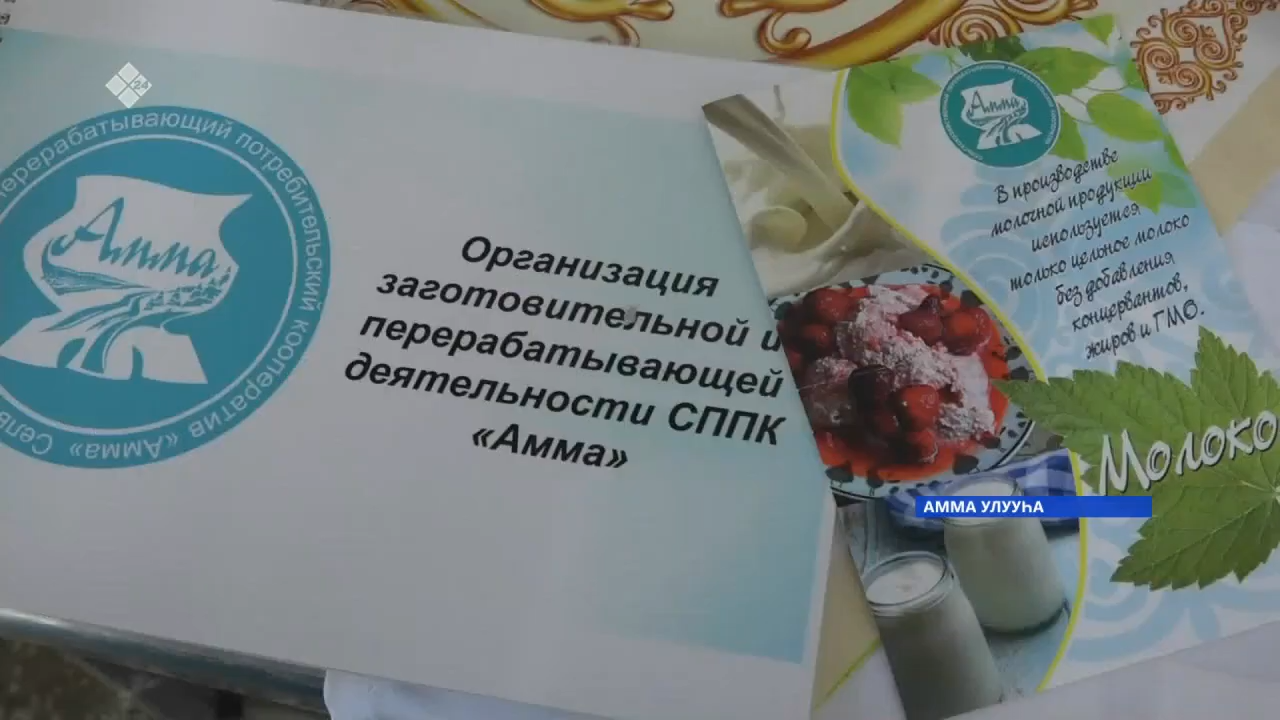 24
перерабатывающий потребительский кооператив «Амма»
Амма
Организация
заготовительной и
перерабатывающей
деятельности СППК
«Амма»
Амма
В производстве
молочной продукции
используется
только цельное молоко
без добавления
консервантов,
жиров и ГМО.
Молоко
АММА УЛУУҺА